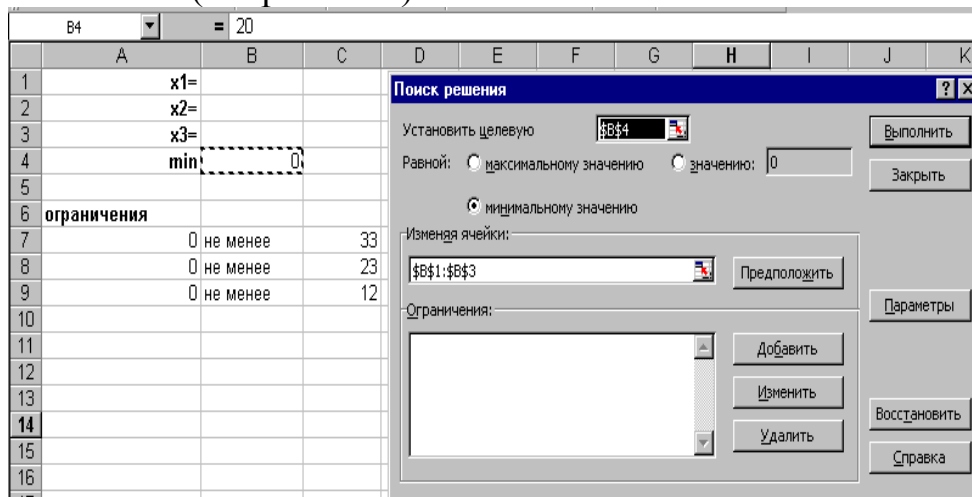 B4 = 20
A B C D E F G H I J K
1 x1=
2 x2=
3 x3=
4 min 0
5
6 ограничения
7 0 не менее 33
8 0 не менее 23
9 0 не менее 12
10
11
12
13
14
15
16
Поиск решения
Установить целевую $B$4
Равной: максимальному значению значению: 0
минимальному значению
Изменяя ячейки:
$B$1:$B$3
Предположить
Ограничения:
Добавить
Изменить
Удалить
Выполнить
Закрыть
Параметры
Восстановить
Справка